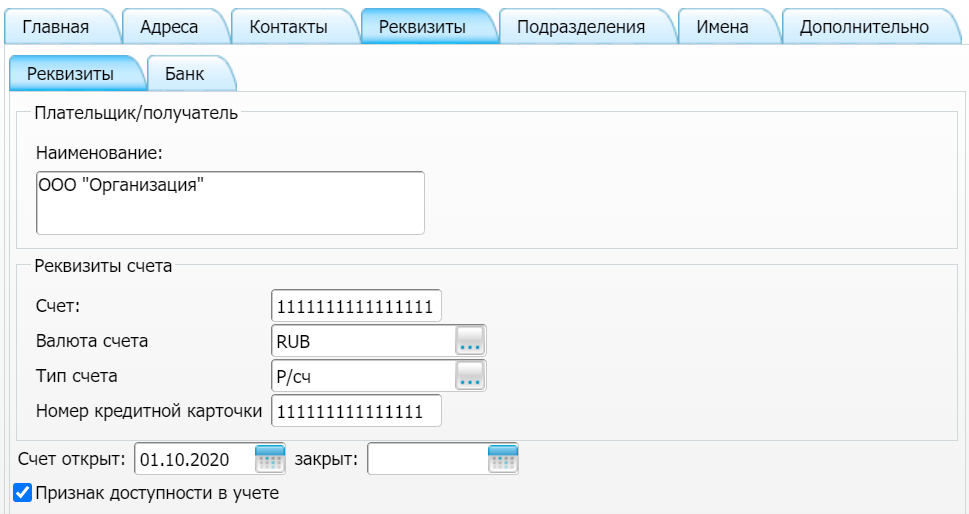 Главная Адреса Контакты Реквизиты Подразделения Имена Дополнительно
Реквизиты Банк
Плательщик/получатель
Наименование:
ООО "Организация"
Реквизиты счета
Счет: 1111111111111111
Валюта счета RUB
Тип счета Р/сч
Номер кредитной карточки 111111111111111
Счет открыт: 01.10.2020 закрыт:
Признак доступности в учете